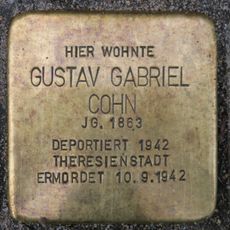 HIER WOHNTE
GUSTAV GABRIEL
COHN
JG. 1863
DEPORTIERT 1942
THERESIENSTADT
ERMORDET 10.9.1942